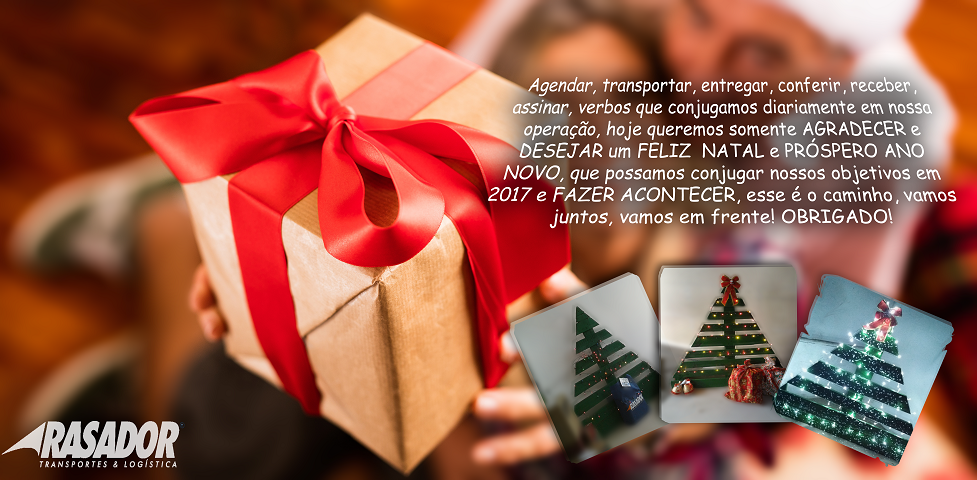 Agendar, transportar, entregar, conferir, receber,
assinar, verbos que conjugamos diariamente em nossa
operação, hoje queremos somente AGRADECER e
DESEJAR um FELIZ NATAL e PRÓSPERO ANO
NOVO, que possamos conjugar nossos objetivos em
2017 e FAZER ACONTECER, esse é o caminho, vamos
juntos, vamos em frente! OBRIGADO!
RASADOR
TRANSPORTES & LOGÍSTICA